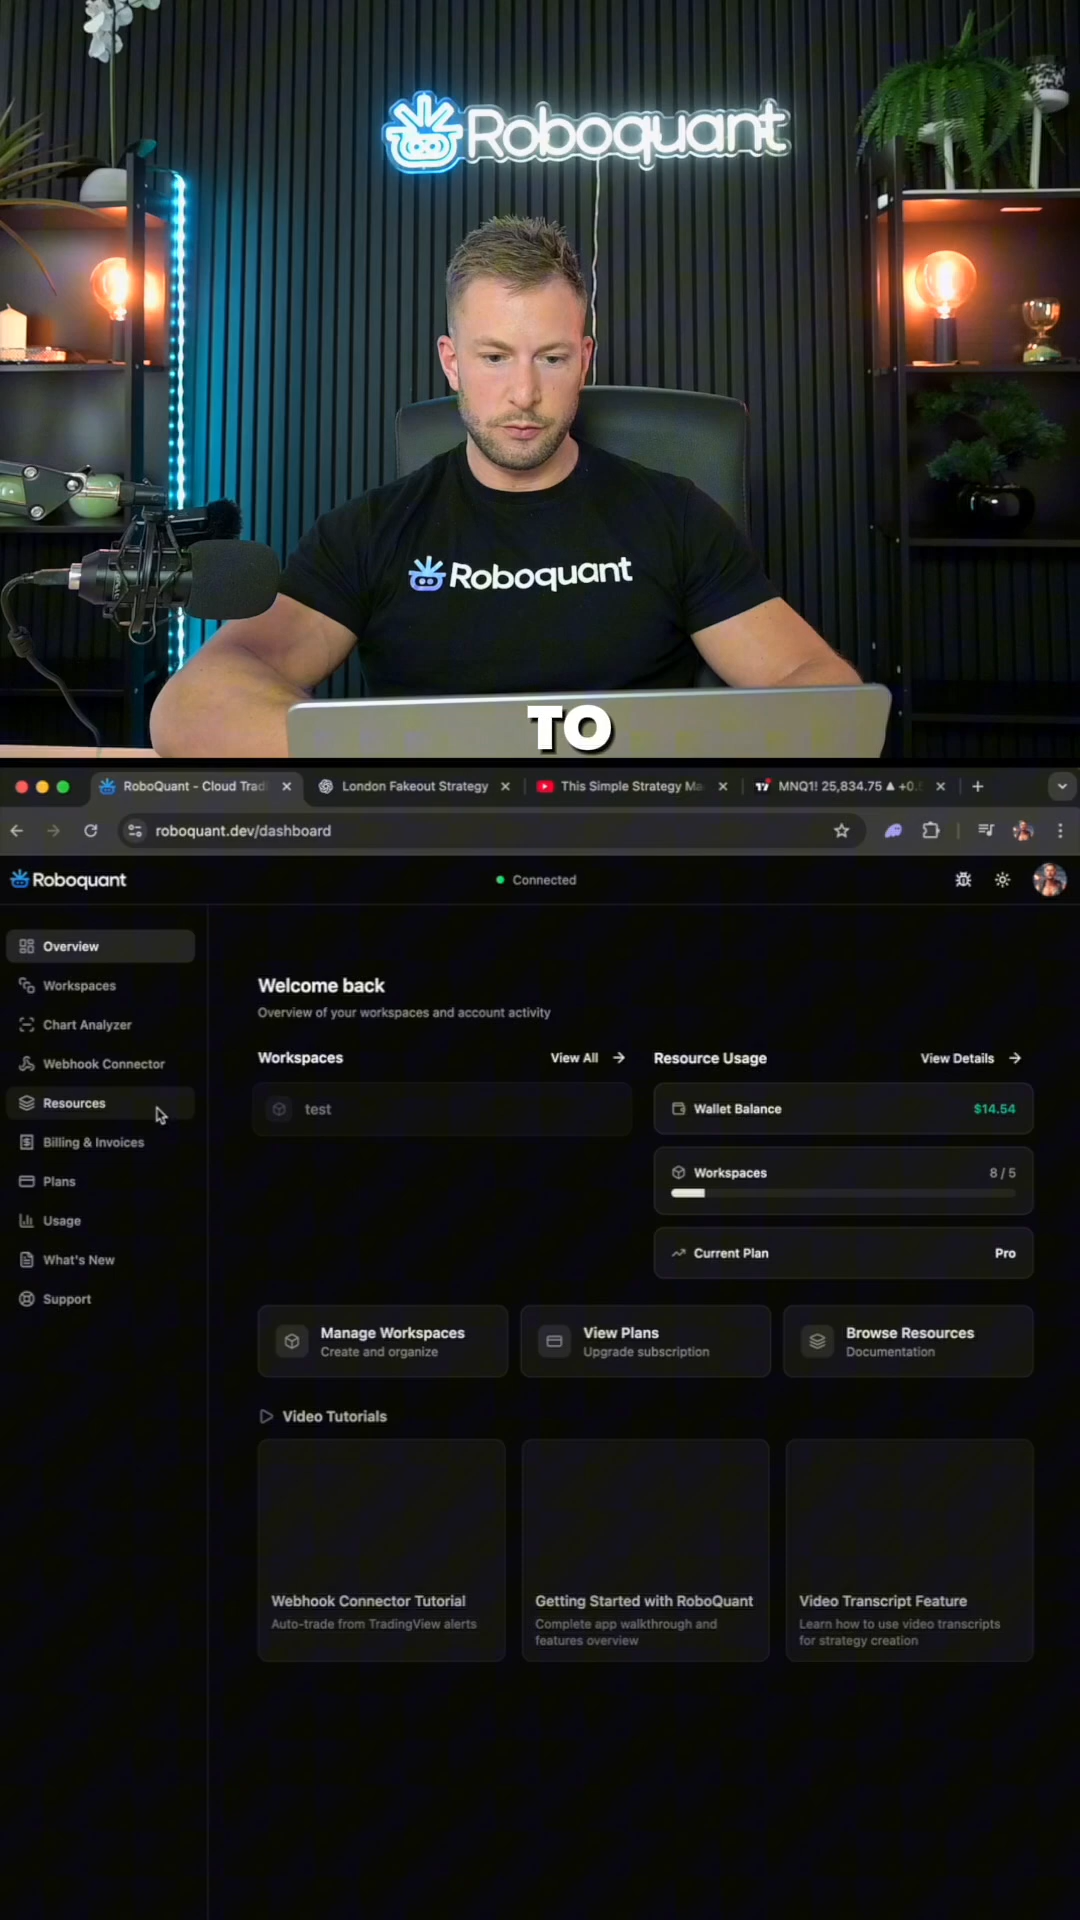 Roboquant
Roboquant
TO
RoboQuant - Cloud Tradi
London Fakeout Strategy
This Simple Strategy Ma
MNQ1! 25,834.75 ▲ +0.
roboquant.dev/dashboard
Roboquant
Connected
Overview
Workspaces
Chart Analyzer
Webhook Connector
Resources
Billing & Invoices
Plans
Usage
What's New
Support
Welcome back
Overview of your workspaces and account activity
Workspaces
View All →
test
Resource Usage
View Details →
Wallet Balance
$14.54
Workspaces
8 / 5
Current Plan
Pro
Manage Workspaces
Create and organize
View Plans
Upgrade subscription
Browse Resources
Documentation
Video Tutorials
Webhook Connector Tutorial
Auto-trade from TradingView alerts
Getting Started with RoboQuant
Complete app walkthrough and
features overview
Video Transcript Feature
Learn how to use video transcripts
for strategy creation